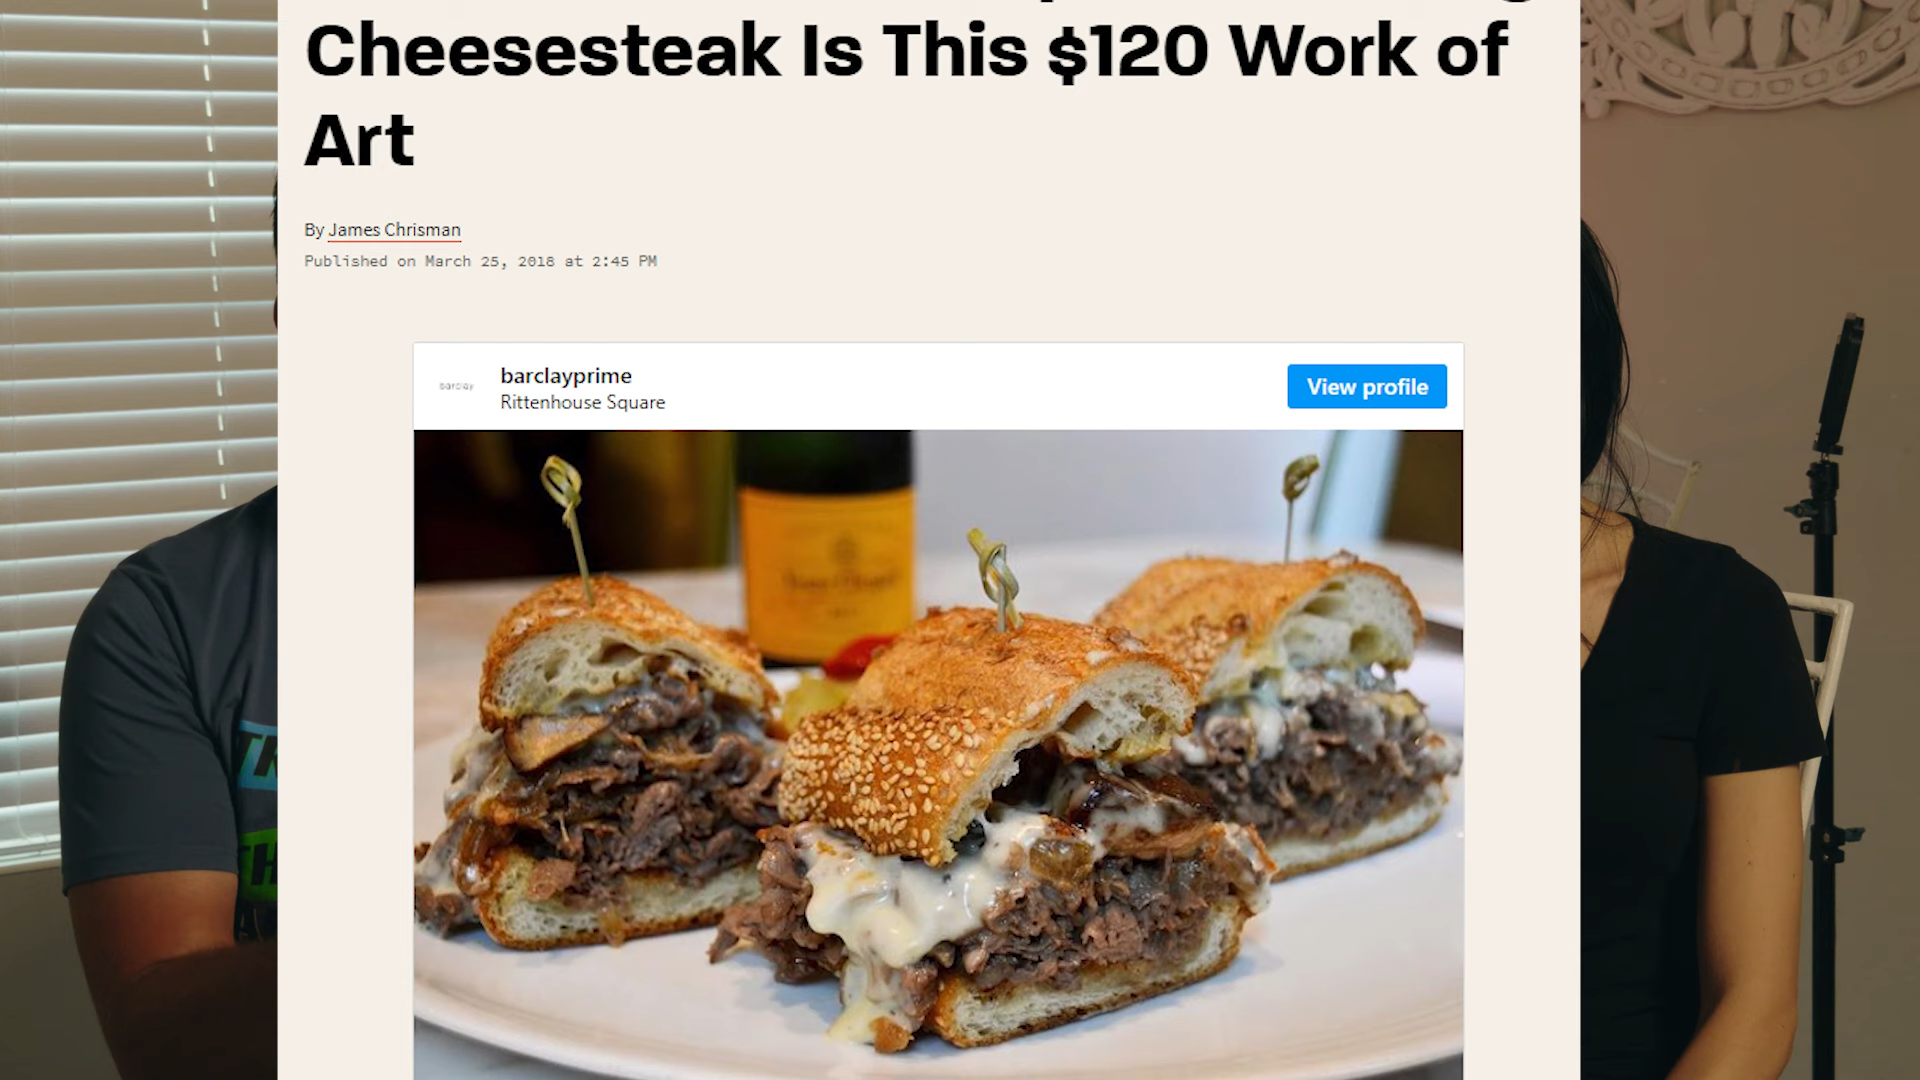 Cheesesteak Is This $120 Work of
Art
By James Chrisman
Published on March 25, 2018 at 2:45 PM
barclay
barclayprime
Rittenhouse Square
View profile